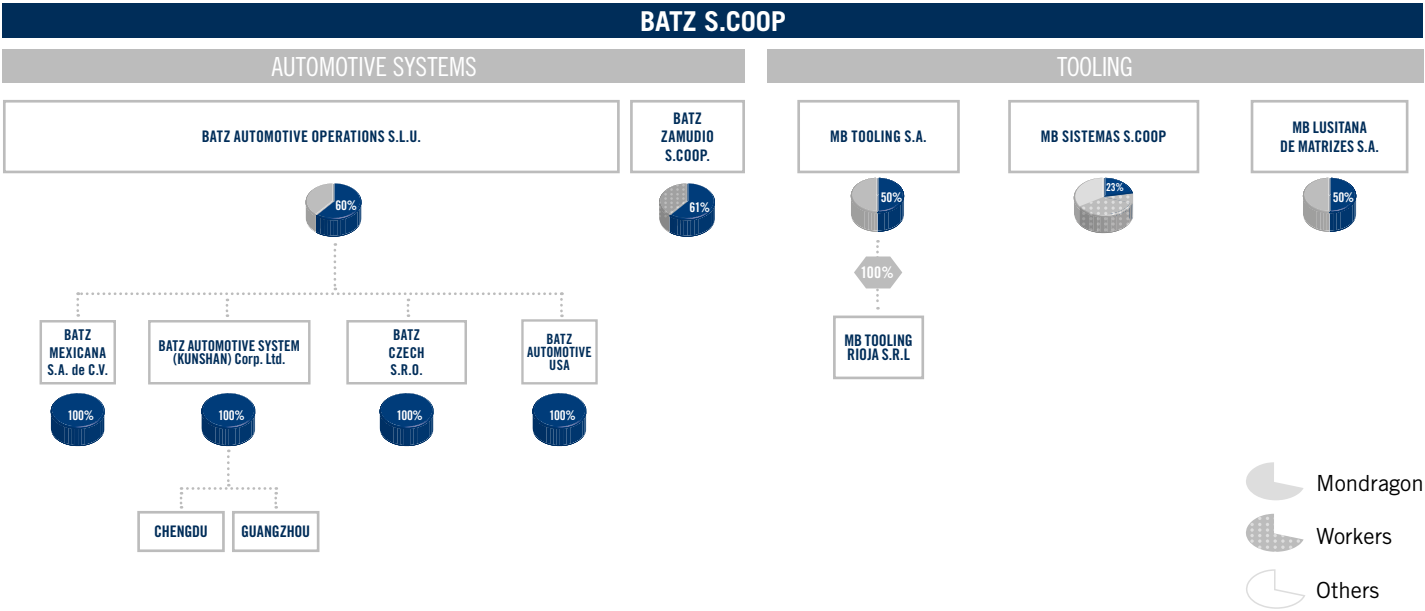 BATZ S.COOP
AUTOMOTIVE SYSTEMS
TOOLING
BATZ AUTOMOTIVE OPERATIONS S.L.U.
BATZ
ZAMUDIO
S.COOP.
MB TOOLING S.A.
MB SISTEMAS S.COOP
MB LUSITANA
DE MATRIZES S.A.
60%
61%
50%
23%
50%
100%
BATZ
MEXICANA
S.A. de C.V.
BATZ AUTOMOTIVE SYSTEM
(KUNSHAN) Corp. Ltd.
BATZ
CZECH
S.R.O.
BATZ
AUTOMOTIVE
USA
MB TOOLING
RIOJA S.R.L
100%
100%
100%
100%
CHENGDU
GUANGZHOU
Mondragon
Workers
Others